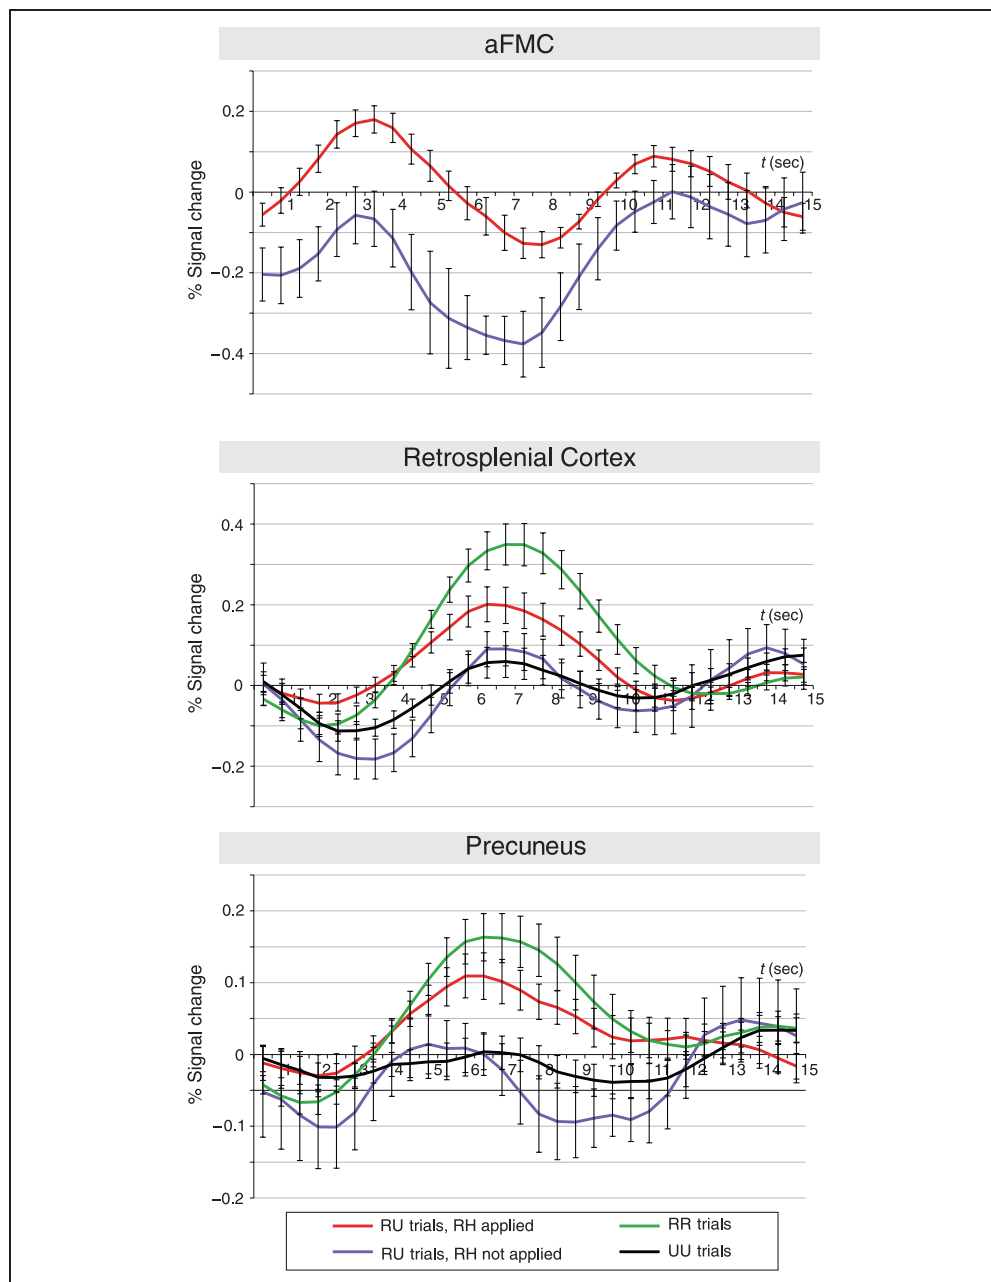 aFMC
% Signal change
0.2
0
−0.2
−0.4
t (sec)
1 2 3 4 5 6 7 8 9 10 11 12 13 14 15
Retrosplenial Cortex
% Signal change
0.4
0.2
0
−0.2
t (sec)
1 2 3 4 5 6 7 8 9 10 11 12 13 14 15
Precuneus
% Signal change
0.2
0.1
0
−0.1
−0.2
t (sec)
1 2 3 4 5 6 7 8 9 10 11 12 13 14 15
RU trials, RH applied
RR trials
RU trials, RH not applied
UU trials